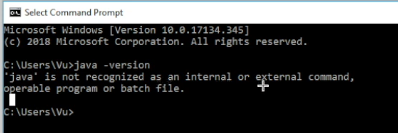 Select Command Prompt
Microsoft Windows [Version 10.0.17134.345]
(c) 2018 Microsoft Corporation. All rights reserved.
C:\Users\Vu>java -version
'java' is not recognized as an internal or external command,
operable program or batch file.
C:\Users\Vu>